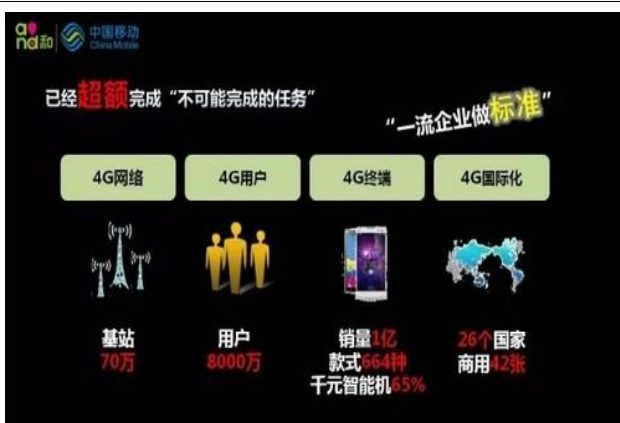 and和 中国移动
China Mobile
已经超额完成“不可能完成的任务”
“一流企业做标准”
4G网络 4G用户 4G终端 4G国际化
基站
70万
用户
8000万
销量1亿
款式664种
千元智能机65%
26个国家
商用42张